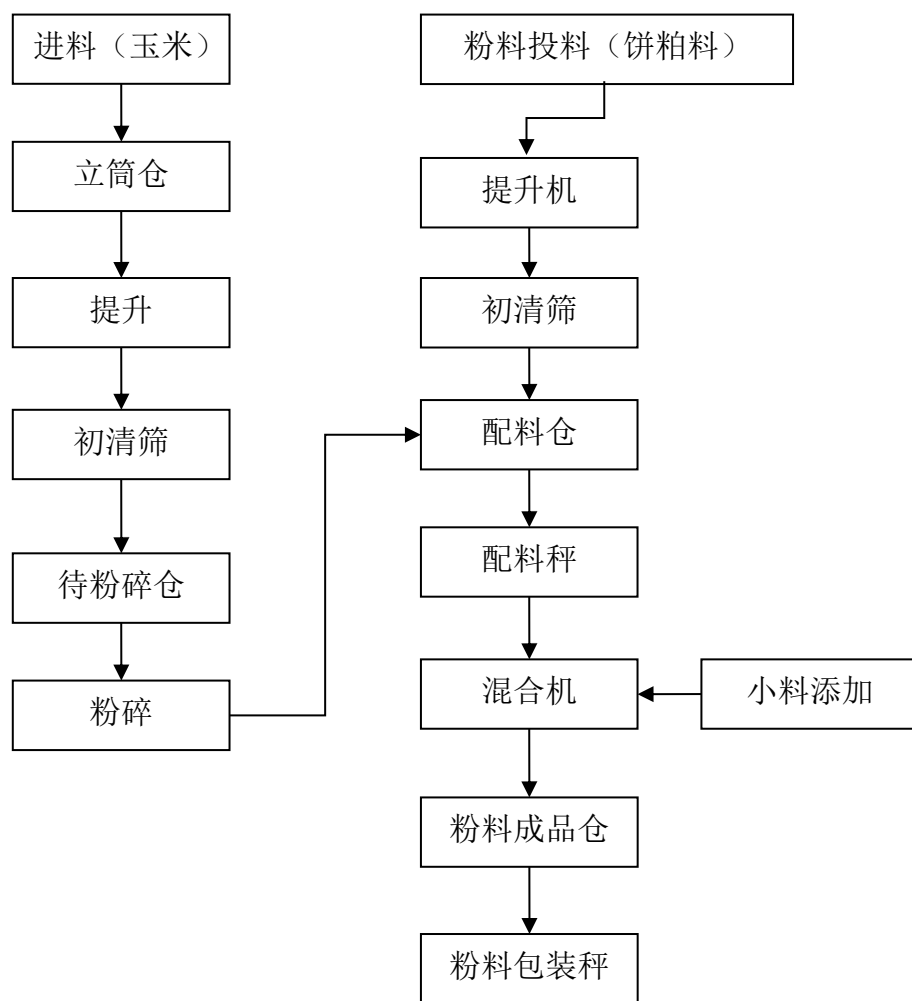 进料（玉米）
立筒仓
提升
初清筛
待粉碎仓
粉碎
粉料投料（饼粕料）
提升机
初清筛
配料仓
配料秤
混合机
小料添加
粉料成品仓
粉料包装秤